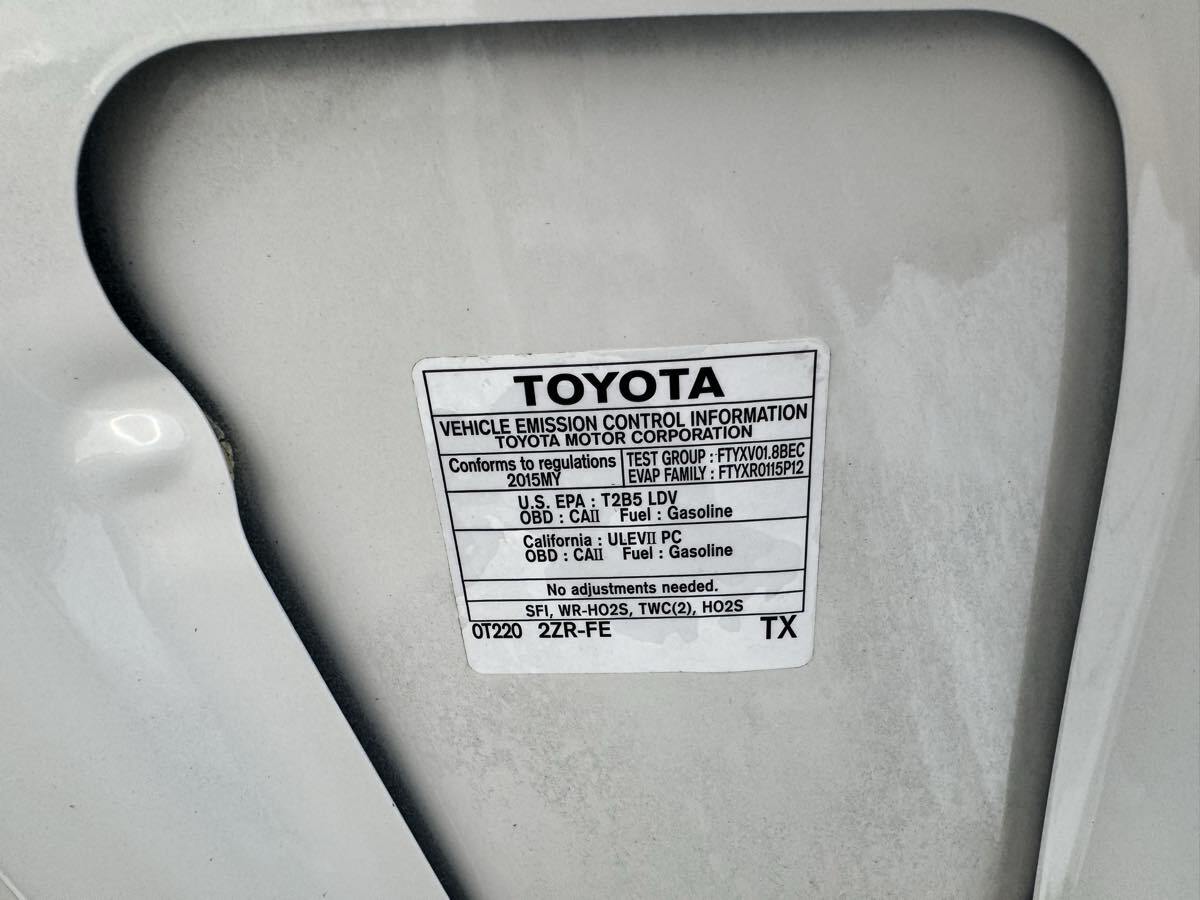 TOYOTA
VEHICLE EMISSION CONTROL INFORMATION
TOYOTA MOTOR CORPORATION
Conforms to regulations
2015MY
TEST GROUP : FTYXV01.8BEC
EVAP FAMILY : FTYXR0115P12
U.S. EPA : T2B5 LDV
OBD : CAII Fuel : Gasoline
California : ULEVII PC
OBD : CAII Fuel : Gasoline
No adjustments needed.
SFI, WR-HO2S, TWC(2), HO2S
0T220 2ZR-FE TX